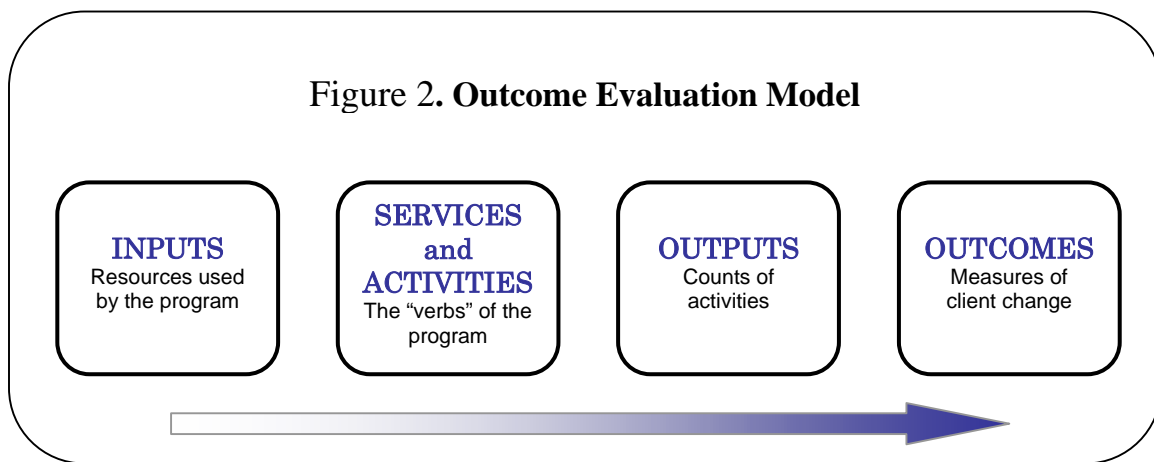 Figure 2. Outcome Evaluation Model
INPUTS
Resources used
by the program
SERVICES
and
ACTIVITIES
The “verbs” of the
program
OUTPUTS
Counts of
activities
OUTCOMES
Measures of
client change